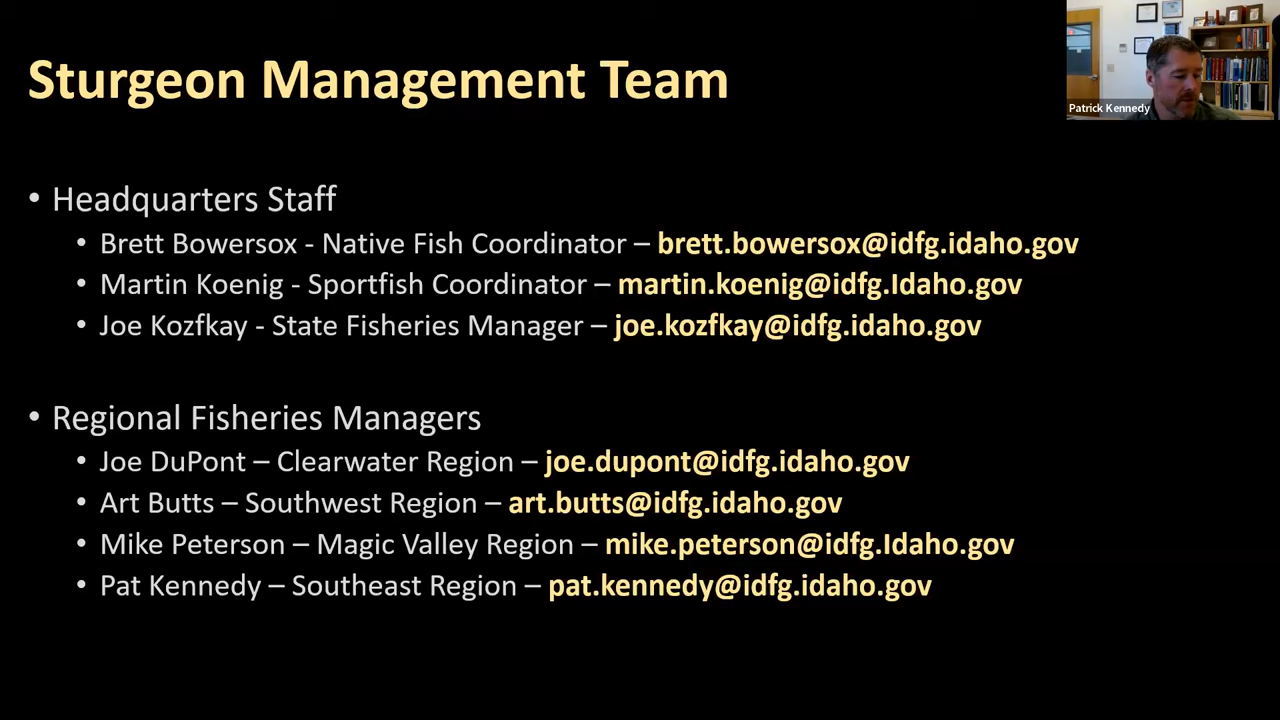 Sturgeon Management Team
Patrick Kennedy
• Headquarters Staff
• Brett Bowersox - Native Fish Coordinator – brett.bowersox@idfg.idaho.gov
• Martin Koenig - Sportfish Coordinator – martin.koenig@idfg.Idaho.gov
• Joe Kozfkay - State Fisheries Manager – joe.kozfkay@idfg.idaho.gov
• Regional Fisheries Managers
• Joe DuPont – Clearwater Region – joe.dupont@idfg.idaho.gov
• Art Butts – Southwest Region – art.butts@idfg.idaho.gov
• Mike Peterson – Magic Valley Region – mike.peterson@idfg.Idaho.gov
• Pat Kennedy – Southeast Region – pat.kennedy@idfg.idaho.gov